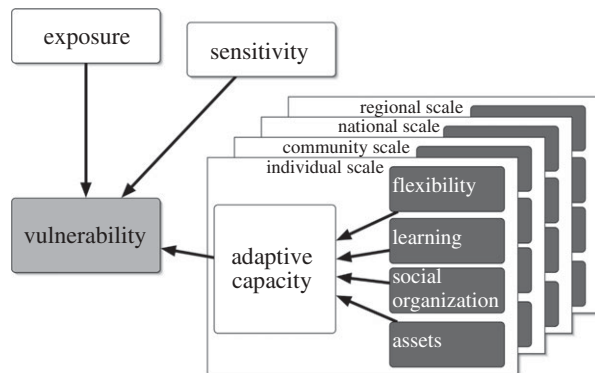 exposure
sensitivity
regional scale
national scale
community scale
individual scale
flexibility
vulnerability
learning
adaptive
capacity
social
organization
assets